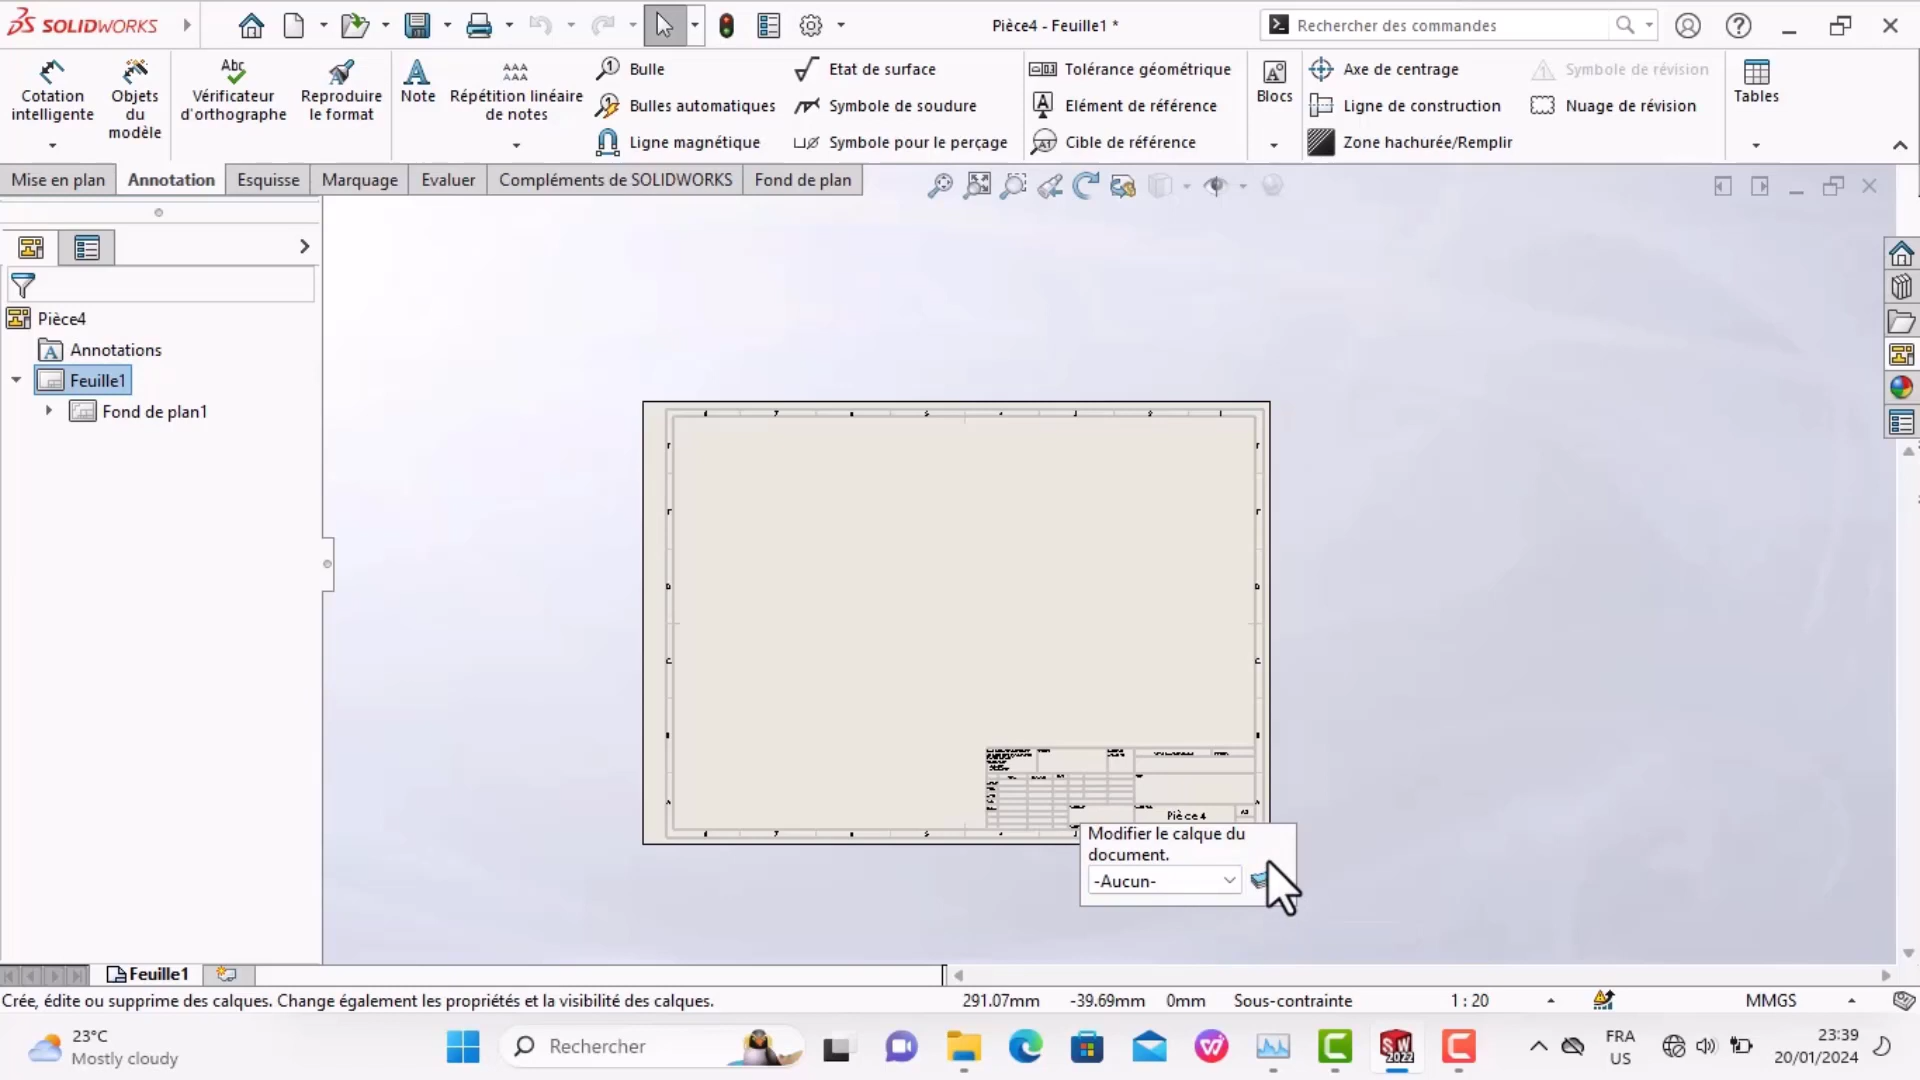 SOLIDWORKS
Pièce4 - Feuille1 *
Rechercher des commandes
Cotation intelligente
Objets du modèle
Abc
Vérificateur d'orthographe
Reproduire le format
Note
Répétition linéaire de notes
Bulle
Bulles automatiques
Ligne magnétique
Etat de surface
Symbole de soudure
Symbole pour le perçage
Tolérance géométrique
Elément de référence
Cible de référence
Blocs
Axe de centrage
Ligne de construction
Zone hachurée/Remplir
Symbole de révision
Nuage de révision
Tables
Mise en plan
Annotation
Esquisse
Marquage
Evaluer
Compléments de SOLIDWORKS
Fond de plan
Pièce4
Annotations
Feuille1
Fond de plan1
Pièce4
Modifier le calque du
document.
-Aucun-
Feuille1
Crée, édite ou supprime des calques. Change également les propriétés et la visibilité des calques.
291.07mm
-39.69mm
0mm
Sous-contrainte
1 : 20
MMGS
23°C
Mostly cloudy
Rechercher
SW
2022
FRA
US
23:39
20/01/2024